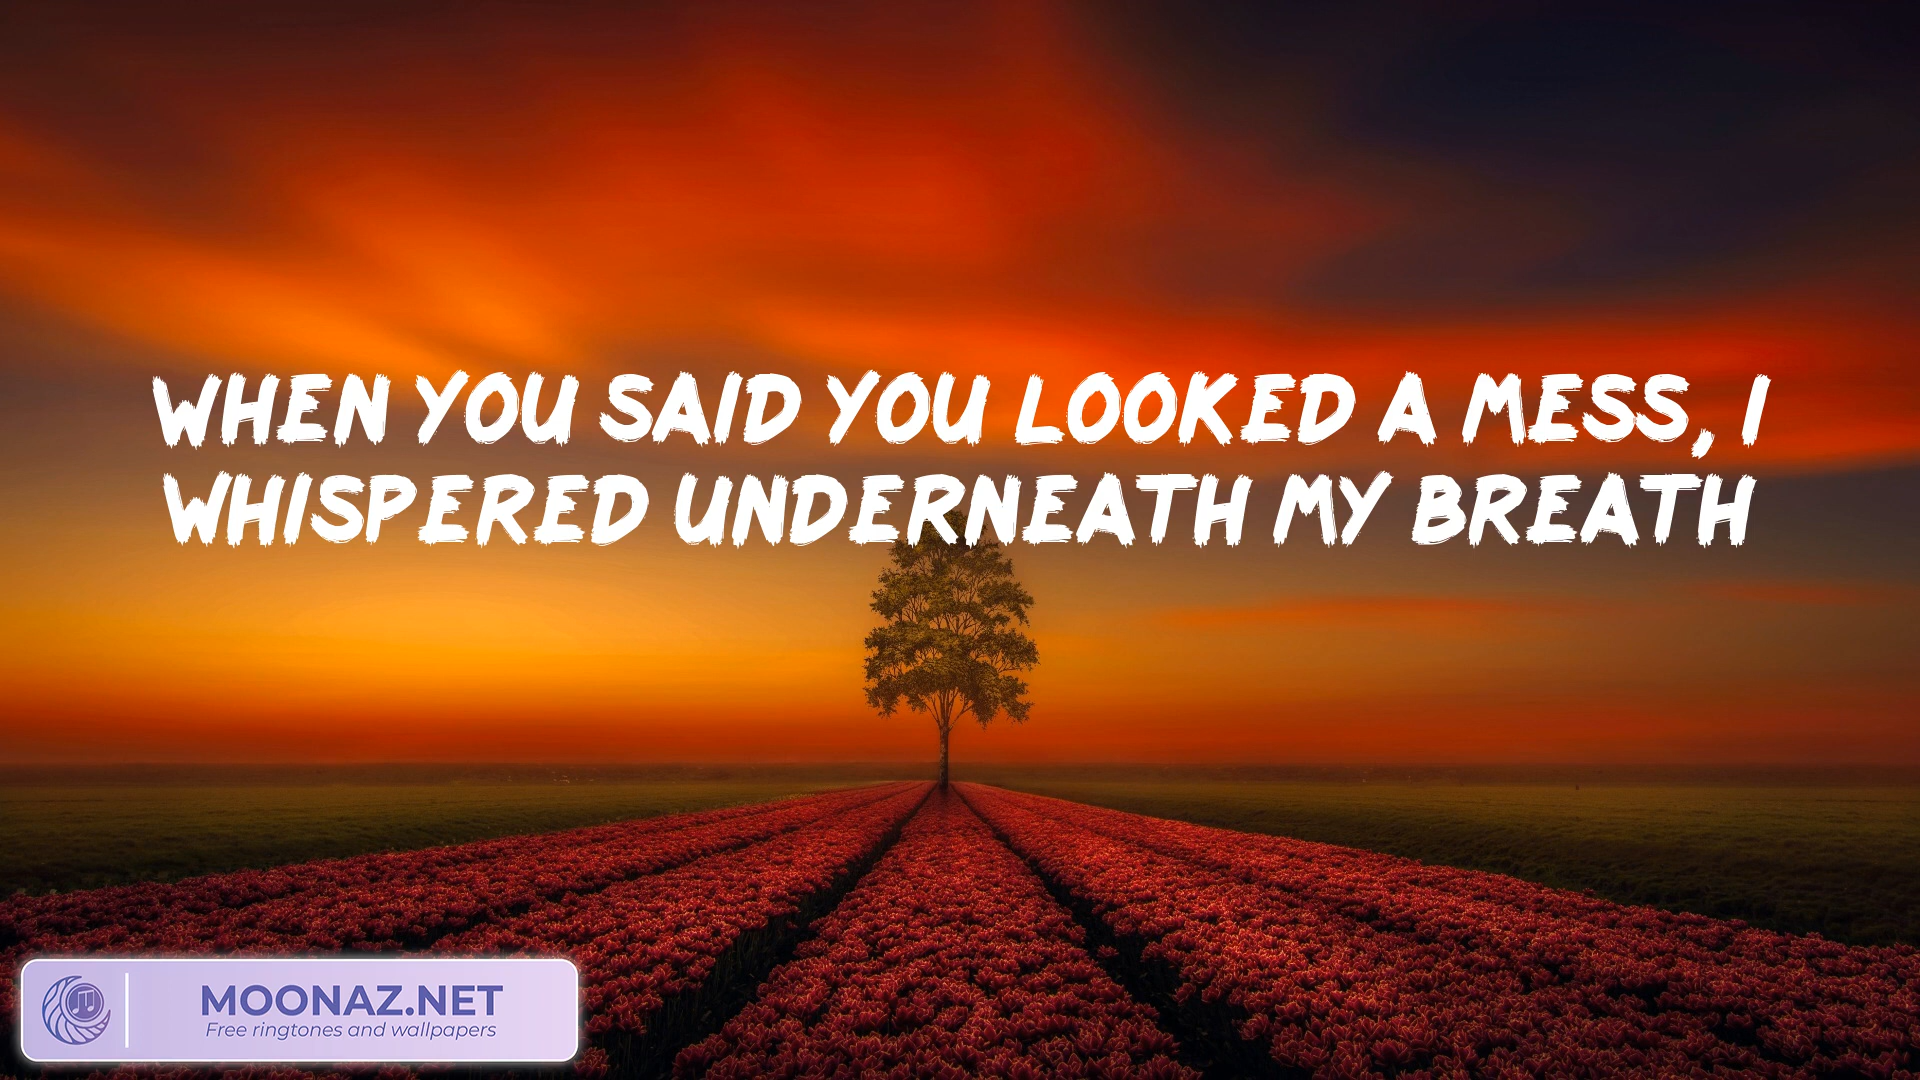 WHEN YOU SAID YOU LOOKED A MESS, I
WHISPERED UNDERNEATH MY BREATH
MOONAZ.NET
Free ringtones and wallpapers